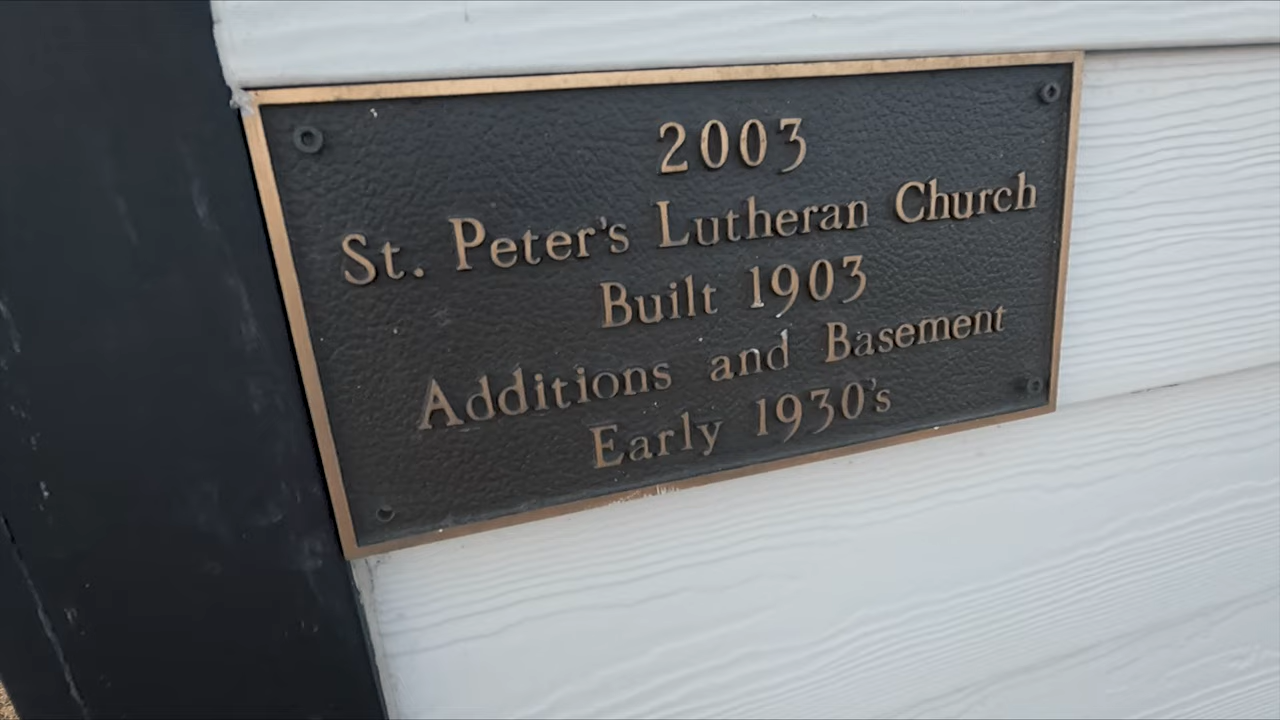 2003
St. Peter's Lutheran Church
Built 1903
Additions and Basement
Early 1930's